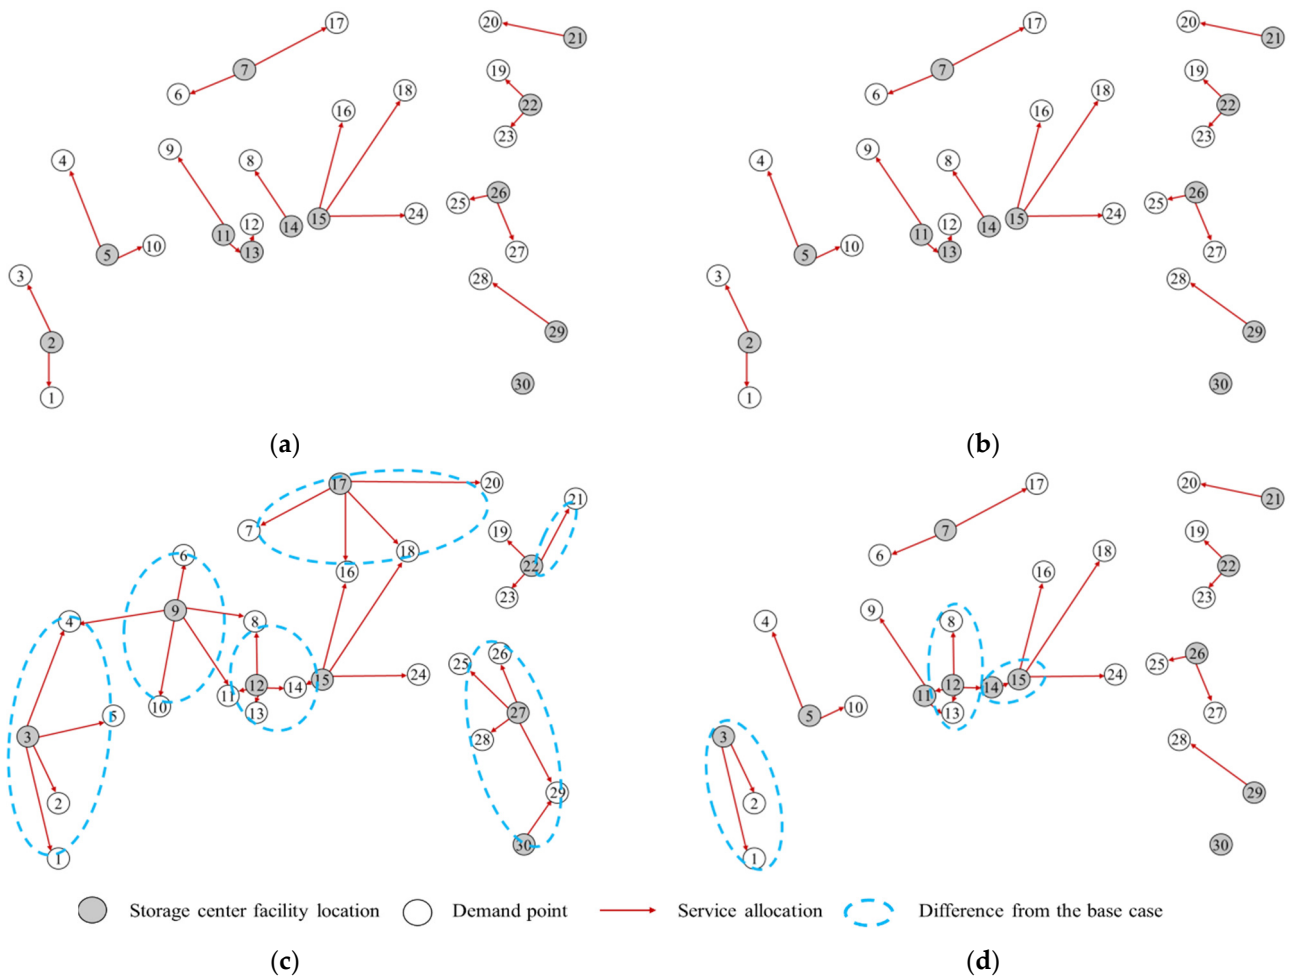 20 17 21 7 19 6 18 22 16 23 9 4 8 26 25 15 24 12 14 11 10 13 5 27 3 28 29 2 30 1
(a)
20 17 21 7 19 6 18 22 16 23 9 4 8 26 25 15 24 12 14 11 10 13 5 27 3 28 29 2 30 1
(b)
17 20 21 7 19 18 6 22 16 23 9 4 8 26 25 15 24 12 14 11 10 13 5 27 3 28 29 2 30 1
(c)
17 20 21 7 19 18 6 22 16 23 9 4 8 26 25 15 24 12 14 11 10 13 5 27 3 28 29 2 30 1
(d)
Storage center facility location Demand point Service allocation Difference from the base case